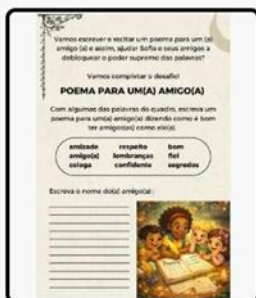 Vamos escrever e recitar um poema para um (a)
amigo (a) e assim, ajudar Sofia e seus amigos a
desbloquear o poder supremo das palavras?
Vamos completar o desafio!
POEMA PARA UM(A) AMIGO(A)
Com algumas das palavras do quadro, escreva um
poema para um(a) amigo(a) dizendo como é bom
ter amigos(as) como ele(a).
amizade respeito bom
amigo(a) lembranças fiel
colega confidente segredos
Escreva o nome do(a) amigo(a):